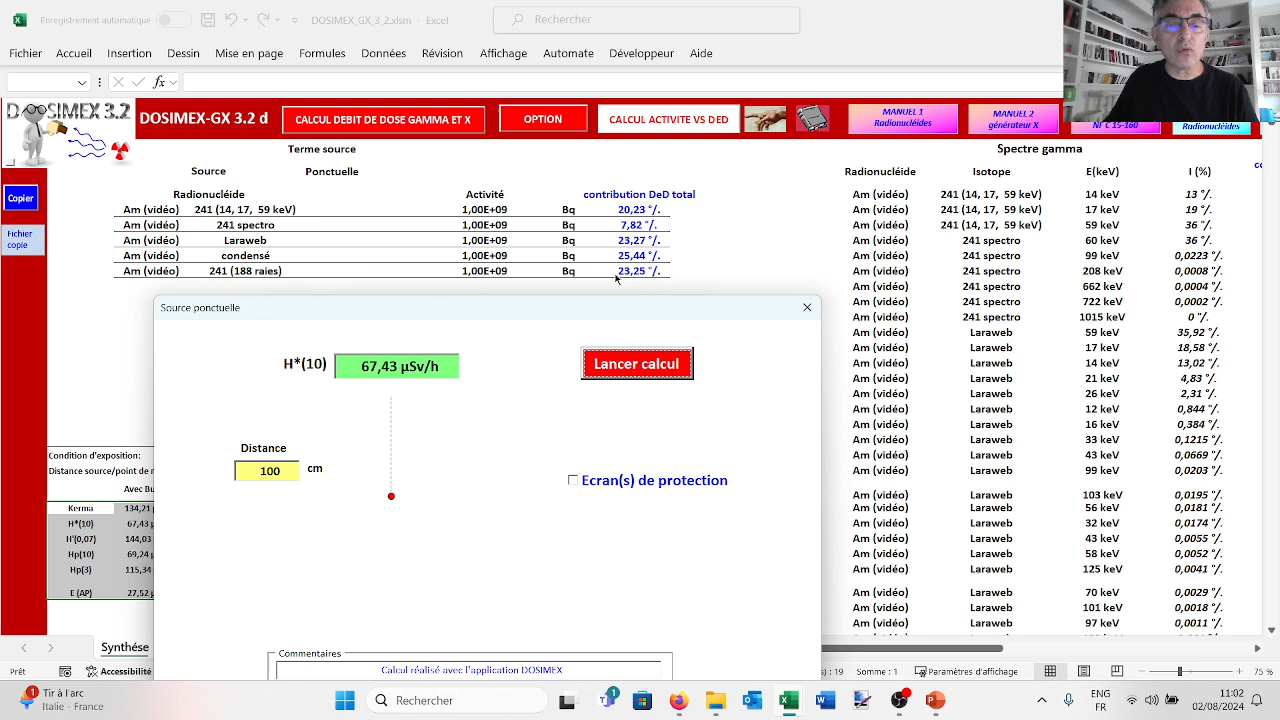 Enregistrement automatique
DOSIMEX_GX_3_2.xlsm - Excel
Rechercher
Fichier Accueil Insertion Dessin Mise en page Formules Données Révision Affichage Automate Développeur Aide
fx
DOSIMEX 3.2
DOSIMEX-GX 3.2 d
CALCUL DEBIT DE DOSE GAMMA ET X
OPTION
CALCUL ACTIVITE VS DED
MANUEL 1
Radionucléides
MANUEL 2
générateur X
NF C 15-160
Radionucléides
Copier
Fichier
copie
Terme source
Source Ponctuelle
Radionucléide Activité contribution DeD total
Am (vidéo) 241 (14, 17, 59 keV) 1,00E+09 Bq 20,23 °/.
Am (vidéo) 241 spectro 1,00E+09 Bq 7,82 °/.
Am (vidéo) Laraweb 1,00E+09 Bq 23,27 °/.
Am (vidéo) condensé 1,00E+09 Bq 25,44 °/.
Am (vidéo) 241 (188 raies) 1,00E+09 Bq 23,25 °/.
Spectre gamma
Radionucléide Isotope E(keV) I (%)
Am (vidéo) 241 (14, 17, 59 keV) 14 keV 13 °/.
Am (vidéo) 241 (14, 17, 59 keV) 17 keV 19 °/.
Am (vidéo) 241 (14, 17, 59 keV) 59 keV 36 °/.
Am (vidéo) 241 spectro 60 keV 36 °/.
Am (vidéo) 241 spectro 99 keV 0,0223 °/.
Am (vidéo) 241 spectro 208 keV 0,0008 °/.
Am (vidéo) 241 spectro 662 keV 0,0004 °/.
Am (vidéo) 241 spectro 722 keV 0,0002 °/.
Am (vidéo) 241 spectro 1015 keV 0 °/.
Am (vidéo) Laraweb 59 keV 35,92 °/.
Am (vidéo) Laraweb 17 keV 18,58 °/.
Am (vidéo) Laraweb 14 keV 13,02 °/.
Am (vidéo) Laraweb 21 keV 4,83 °/.
Am (vidéo) Laraweb 26 keV 2,31 °/.
Am (vidéo) Laraweb 12 keV 0,844 °/.
Am (vidéo) Laraweb 16 keV 0,384 °/.
Am (vidéo) Laraweb 33 keV 0,1215 °/.
Am (vidéo) Laraweb 43 keV 0,0669 °/.
Am (vidéo) Laraweb 99 keV 0,0203 °/.
Am (vidéo) Laraweb 103 keV 0,0195 °/.
Am (vidéo) Laraweb 56 keV 0,0181 °/.
Am (vidéo) Laraweb 32 keV 0,0174 °/.
Am (vidéo) Laraweb 43 keV 0,0055 °/.
Am (vidéo) Laraweb 58 keV 0,0052 °/.
Am (vidéo) Laraweb 125 keV 0,0041 °/.
Am (vidéo) Laraweb 70 keV 0,0029 °/.
Am (vidéo) Laraweb 101 keV 0,0018 °/.
Am (vidéo) Laraweb 97 keV 0,0011 °/.
Source ponctuelle
H*(10) 67,43 µSv/h
Lancer calcul
Distance
100 cm
Ecran(s) de protection
Commentaires
Calcul réalisé avec l'application DOSIMEX
Condition d'exposition:
Distance source/point de
Avec
Kerma 134,21
H*(10) 67,43
H'(0,07) 144,03
Hp(10) 69,24
Hp(3) 115,34
E (AP) 27,52
Synthése
Prêt
Accessibilité
: 19
Somme : 1
Paramètres d'affichage
75 %
1
Tir à l'arc
Italie - France
Rechercher
1
ENG
FR
11:02
02/08/2024